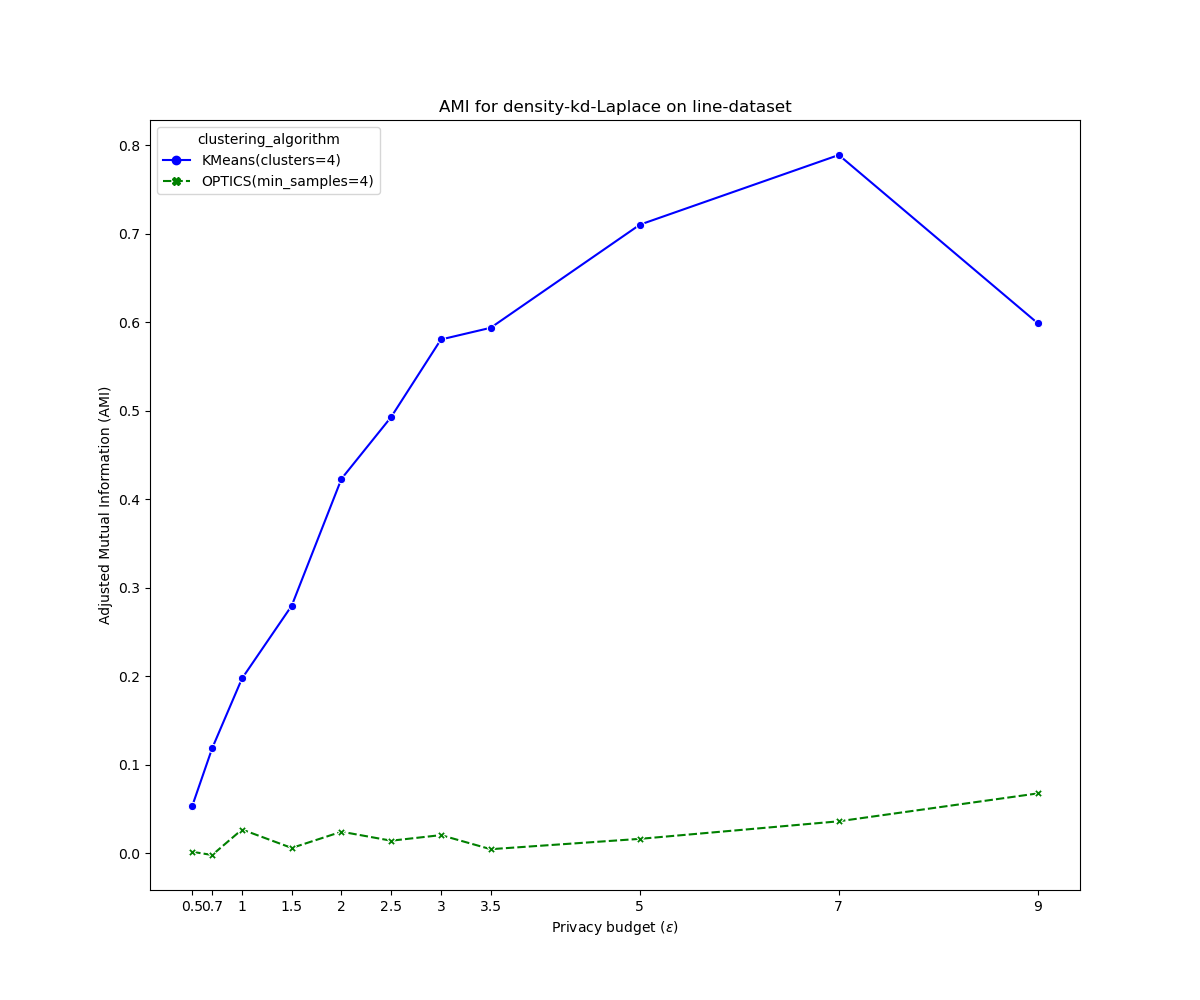 AMI for density-kd-Laplace on line-dataset
clustering_algorithm
KMeans(clusters=4)
OPTICS(min_samples=4)
Adjusted Mutual Information (AMI)
0.8
0.7
0.6
0.5
0.4
0.3
0.2
0.1
0.0
0.5 0.7 1 1.5 2 2.5 3 3.5 5 7 9
Privacy budget (ε)